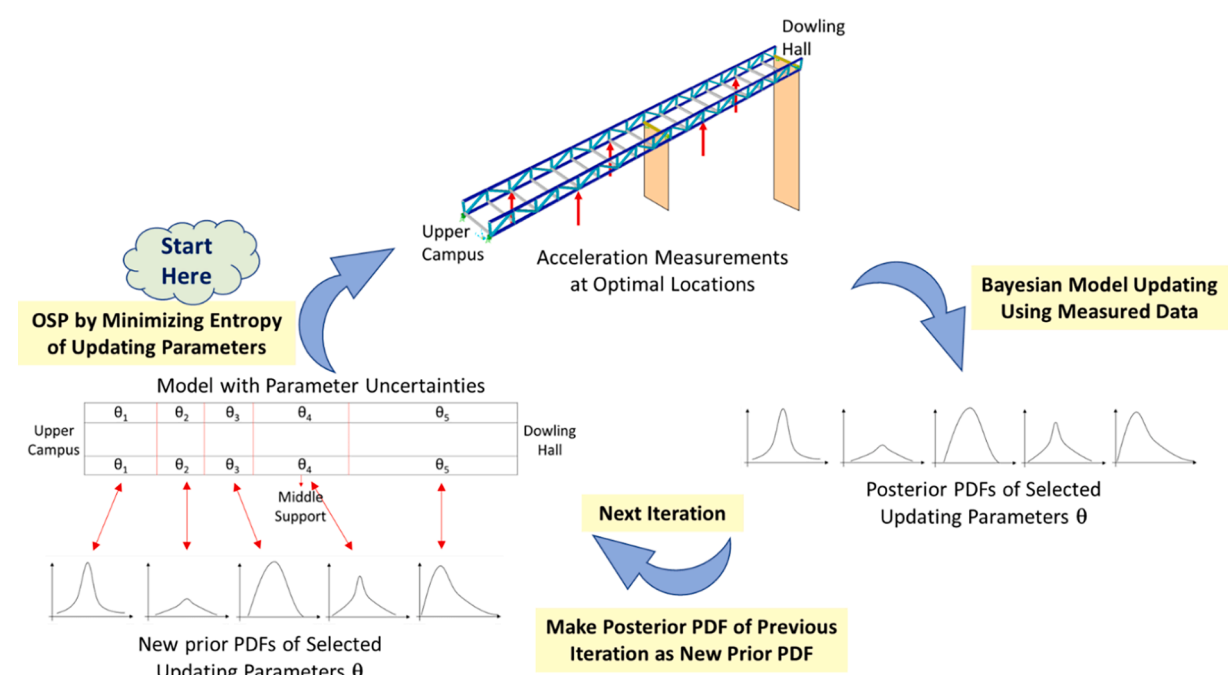 Dowling
Hall
Upper
Campus
Acceleration Measurements
at Optimal Locations
Start
Here
OSP by Minimizing Entropy
of Updating Parameters
Bayesian Model Updating
Using Measured Data
Model with Parameter Uncertainties
θ1 θ2 θ3 θ4 θ5
Upper
Campus
Dowling
Hall
θ1 θ2 θ3 θ4 θ5
Middle
Support
Posterior PDFs of Selected
Updating Parameters θ
Next Iteration
Make Posterior PDF of Previous
Iteration as New Prior PDF
New prior PDFs of Selected
Updating Parameters θ